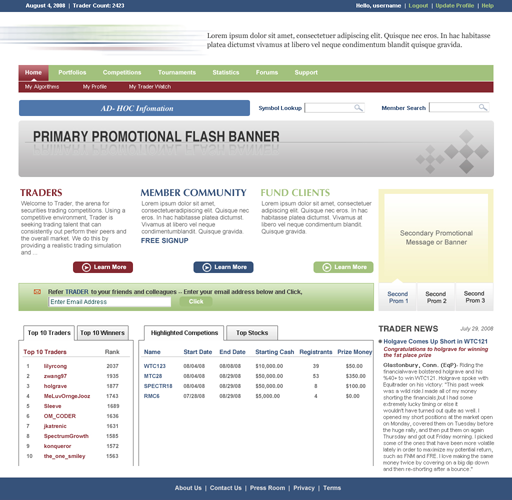 August 4, 2008 | Trader Count: 2423
Hello, username | Logout | Update Profile | Help
Lorem ipsum dolor sit amet, consectetuer adipiscing elit. In hac habitasse
platea dictumst vivamus at libero vel neque condimentum blandit quisque congue.
Home Portfolios Competitions Tournaments Statistics Forums Support
My Algorithms My Profile My Trader Watch
AD- HOC Infomation
Symbol Lookup
Member Search
PRIMARY PROMOTIONAL FLASH BANNER
TRADERS
Welcome to Trader, the arena for
securities trading competitions. Using a
competitive environment, Trader is
seeking trading talent that can
consistently out perform their peers and
the overall market. We do this by
providing a realistic trading simulation
and ...
Learn More
MEMBER COMMUNITY
Lorem ipsum dolor sit amet,
consectetueradipiscing elit. In hac
habitasse platea dictumst
vivamus at libero vel neque
condimentumblandit quisque.
FREE SIGNUP
Learn More
FUND CLIENTS
Lorem ipsum dolor sit amet, consectetuer
adipiscing elit. In hac habitasse platea
dictumst vivamus at libero vel neque
condimentum blandit quisque congue.
Learn More
Secondary Promotional
Message or Banner
Second
Prom 1
Second
Prom 2
Second
Prom 3
Refer TRADER to your friends and colleagues – Enter your email address below and Click,
Enter Email Address
Click
Top 10 Traders Top 10 Winners
Top 10 Traders Rank
1 lilyrcong 2037
2 zwang97 1935
3 holgrave 1877
4 MeLuvOrngeJooz 1743
5 Sleeve 1689
6 OM_CODER 1636
7 jkatrenic 1631
8 SpectrumGrowth 1585
9 konqueror 1572
10 the_one_smiley 1563
Highlighted Competions Top Stocks
Name Start Date End Date Starting Cash Registrants Prize Money
WTC123 08/04/08 08/08/08 $10,000.00 39 $50.00
MTC28 08/04/08 08/29/08 $50,000.00 53 $350.00
SPECTR18 08/04/08 08/29/08 $50,000.00 8 $100.00
RMC6 07/28/08 08/29/08 $5,000.00 4 $0.00
TRADER NEWS July 29, 2008
Holgrave Comes Up Short in WTC121
Congratulations to holgrave for winning
the 1st place prize
Glastonbury, Conn. (EqF): Riding the
financialwave bolstered holgrave and his
%40+ to win WTC121. Holgrave spoke with
Equitrader on his victory: "This past week
was a wild ride.I made all of my money
shorting the financials,but I had some
extremely lucky timing or else it
wouldn't have turned out quite as well. I
opened my short positions at the market open
on Monday, covered them on Tuesday before
the huge rally, and then put them on again
Thursday and got out Friday morning. I picked
some of the ones that have been more volatile
lately in order to maximize my potential return,
such as FNM and FRE. I love making the same
money twice by covering on a big dip down
and then re-shorting after a bounce."
About Us | Contact Us | Press Room | Privacy | Terms